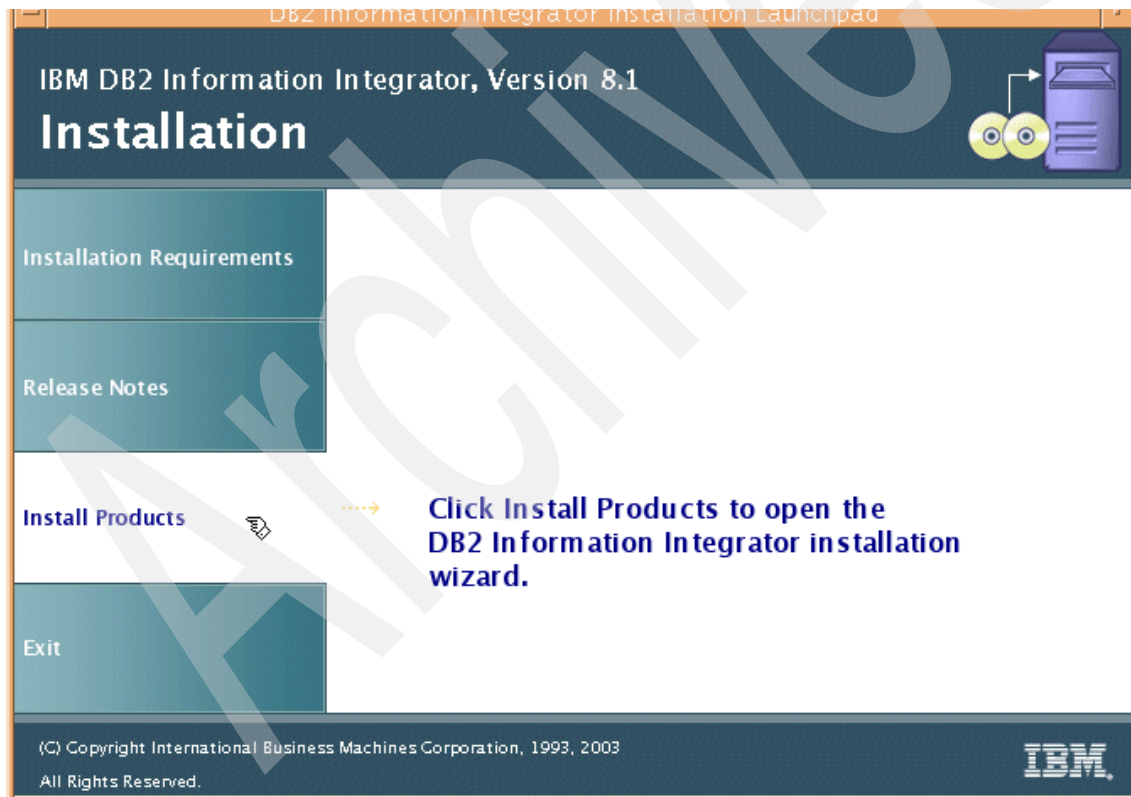 DB2 Information Integrator Installation Launchpad
IBM DB2 Information Integrator, Version 8.1
Installation
Installation Requirements
Release Notes
Install Products
Click Install Products to open the
DB2 Information Integrator installation
wizard.
Exit
(C) Copyright International Business Machines Corporation, 1993, 2003
All Rights Reserved.
IBM.
Archive